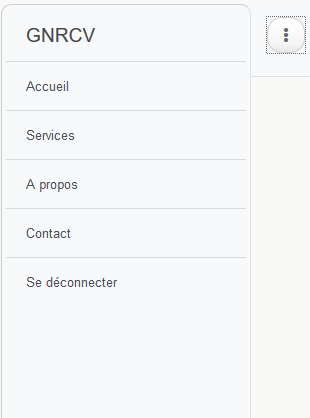 GNRCV
Accueil
Services
A propos
Contact
Se déconnecter